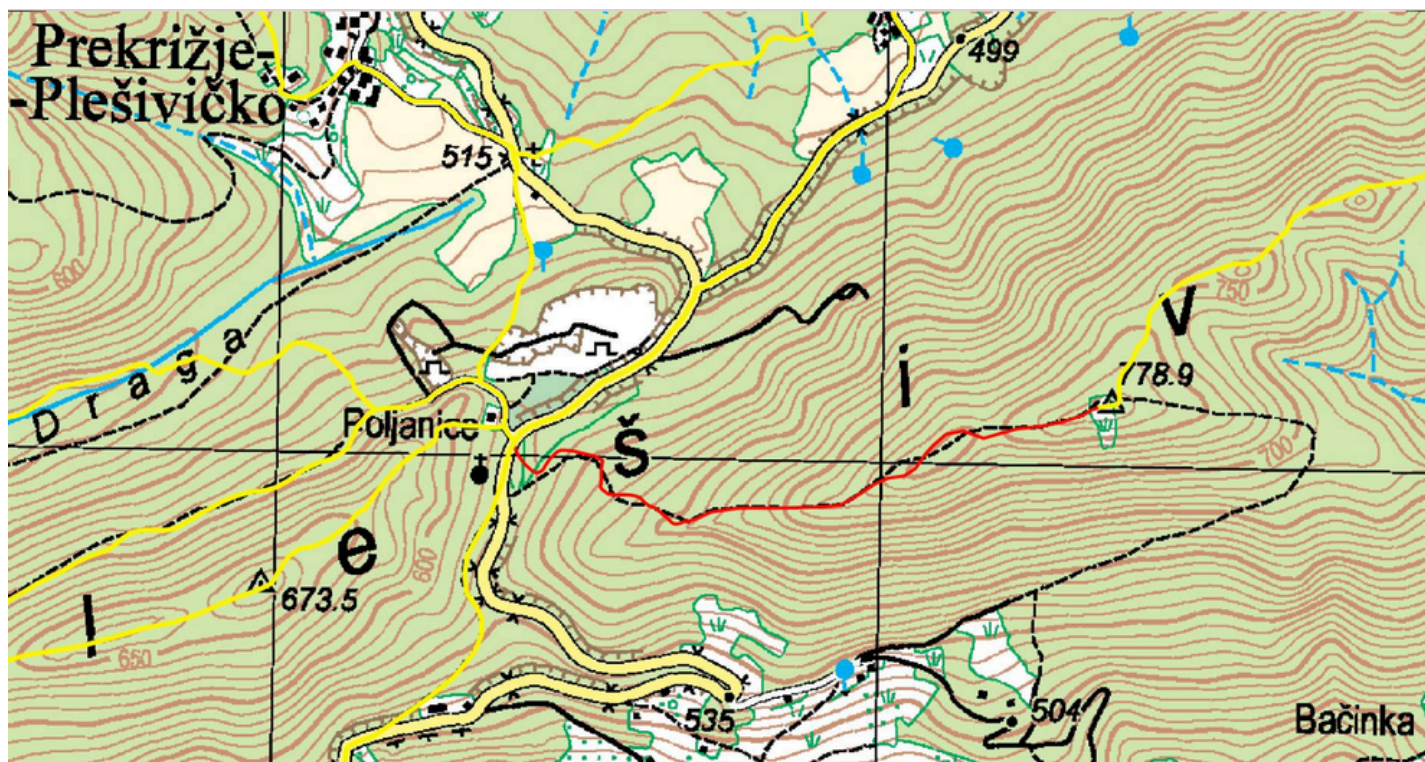 Prekrižje-
-Plešivičko
499
515
600
Draga
750
V
778.9
i
Poljanice
Š
700
e
600
673.5
l
650
535
504
Bačinka